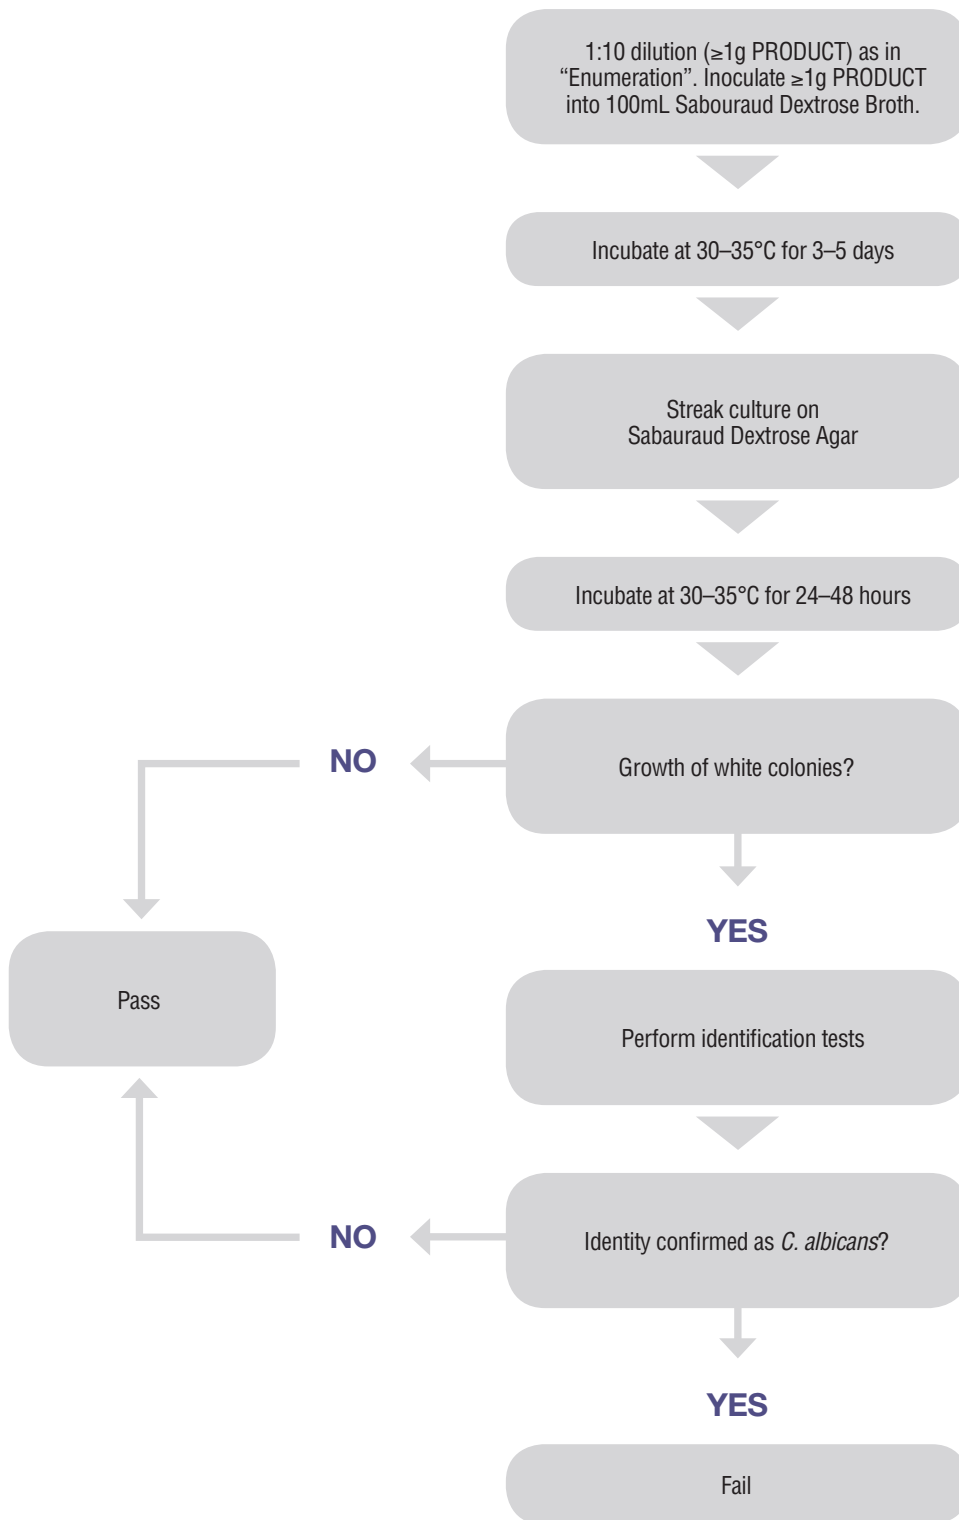 1:10 dilution (≥1g PRODUCT) as in
“Enumeration”. Inoculate ≥1g PRODUCT
into 100mL Sabouraud Dextrose Broth.
Incubate at 30–35°C for 3–5 days
Streak culture on
Sabauraud Dextrose Agar
Incubate at 30–35°C for 24–48 hours
Growth of white colonies?
NO
YES
Pass
Perform identification tests
Identity confirmed as C. albicans?
NO
YES
Fail